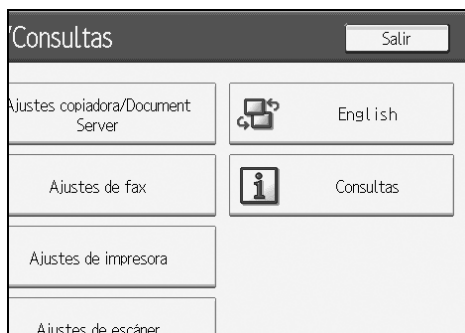 /Consultas
Salir
Ajustes copiadora/Document
Server
English
Ajustes de fax
Consultas
Ajustes de impresora
Ajustes de escáner